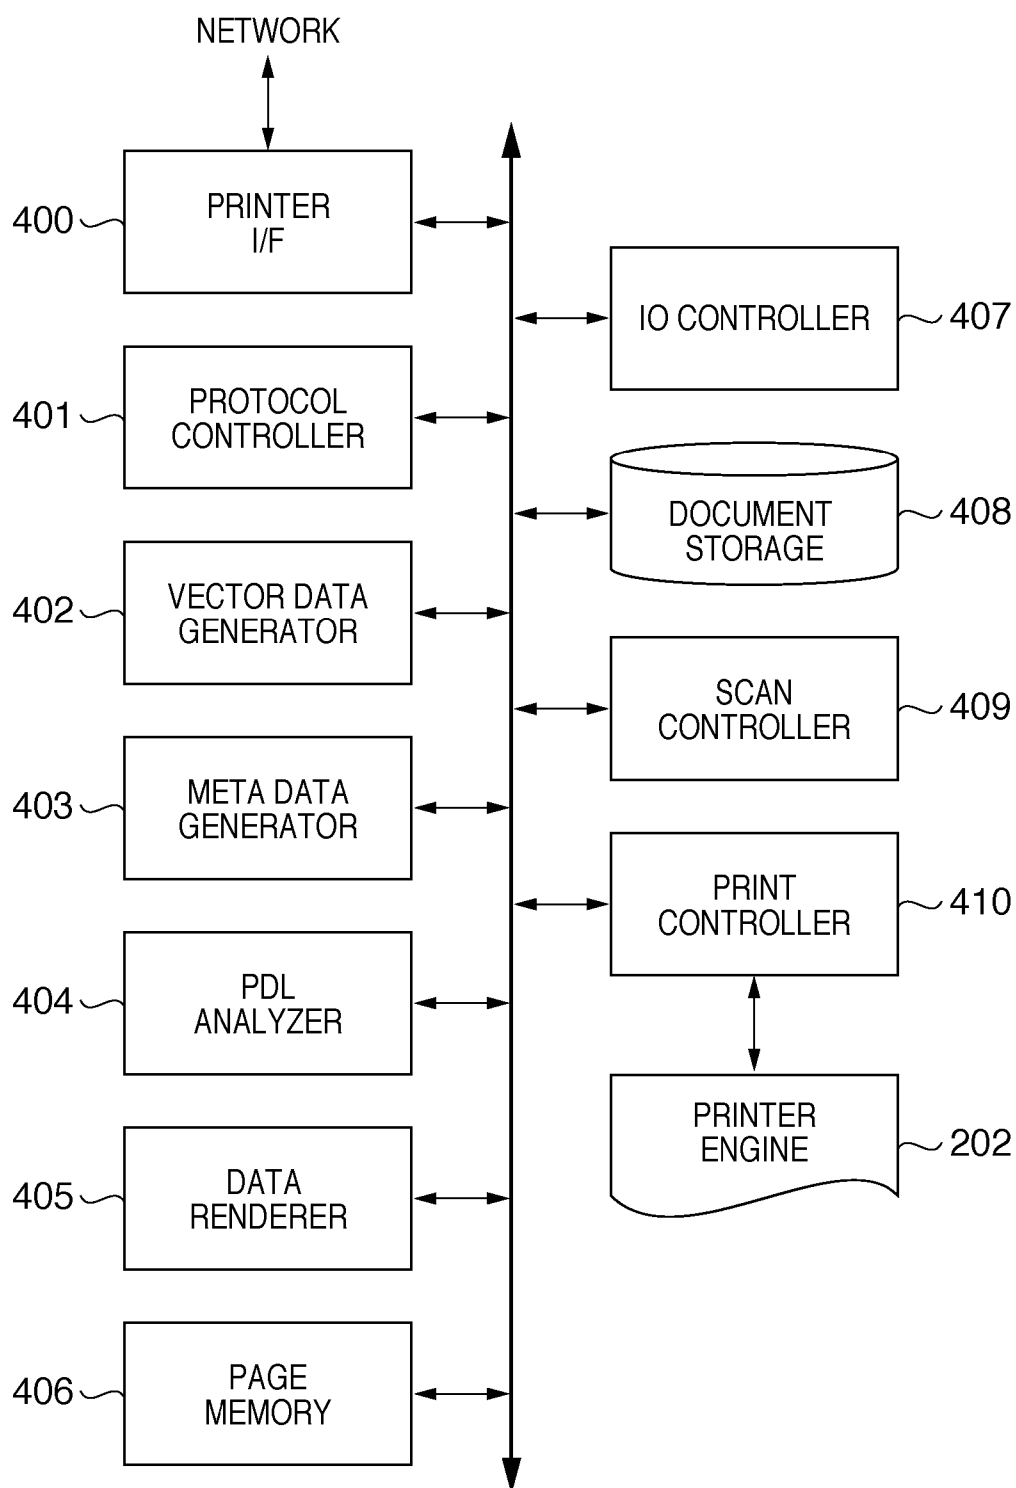 NETWORK
400
PRINTER
I/F
401
PROTOCOL
CONTROLLER
402
VECTOR DATA
GENERATOR
403
META DATA
GENERATOR
404
PDL
ANALYZER
405
DATA
RENDERER
406
PAGE
MEMORY
IO CONTROLLER
407
DOCUMENT
STORAGE
408
SCAN
CONTROLLER
409
PRINT
CONTROLLER
410
PRINTER
ENGINE
202